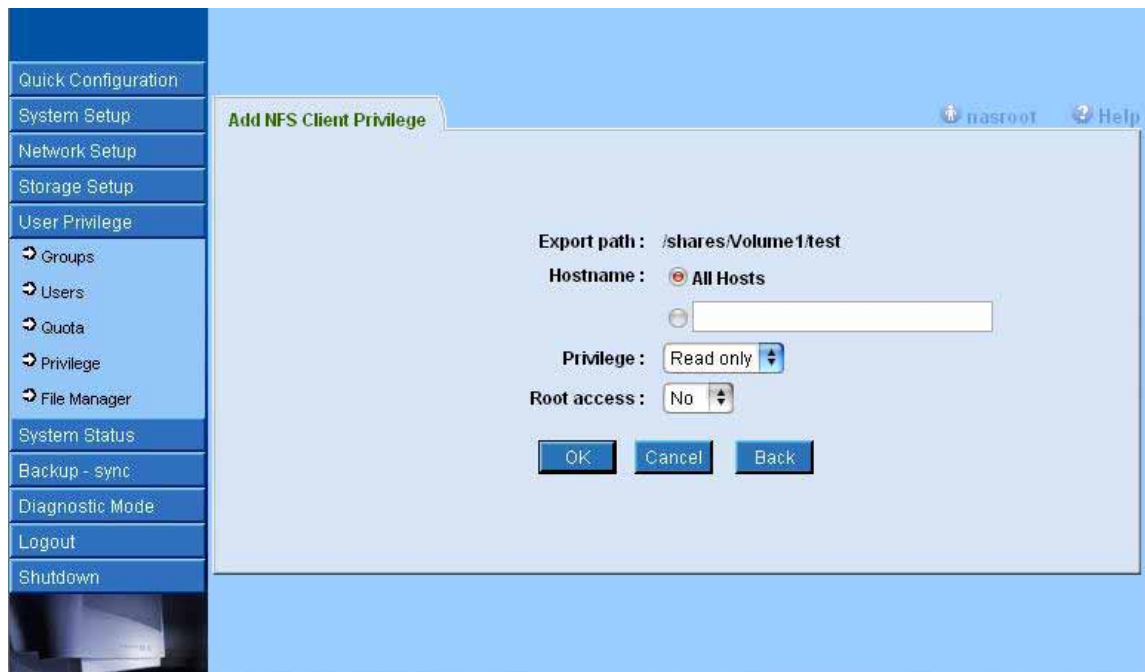 Quick Configuration
System Setup
Network Setup
Storage Setup
User Privilege
Groups
Users
Quota
Privilege
File Manager
System Status
Backup - sync
Diagnostic Mode
Logout
Shutdown
Add NFS Client Privilege
nasroot
Help
Export path : /shares/Volume1/test
Hostname : All Hosts
Privilege : Read only
Root access : No
OK Cancel Back